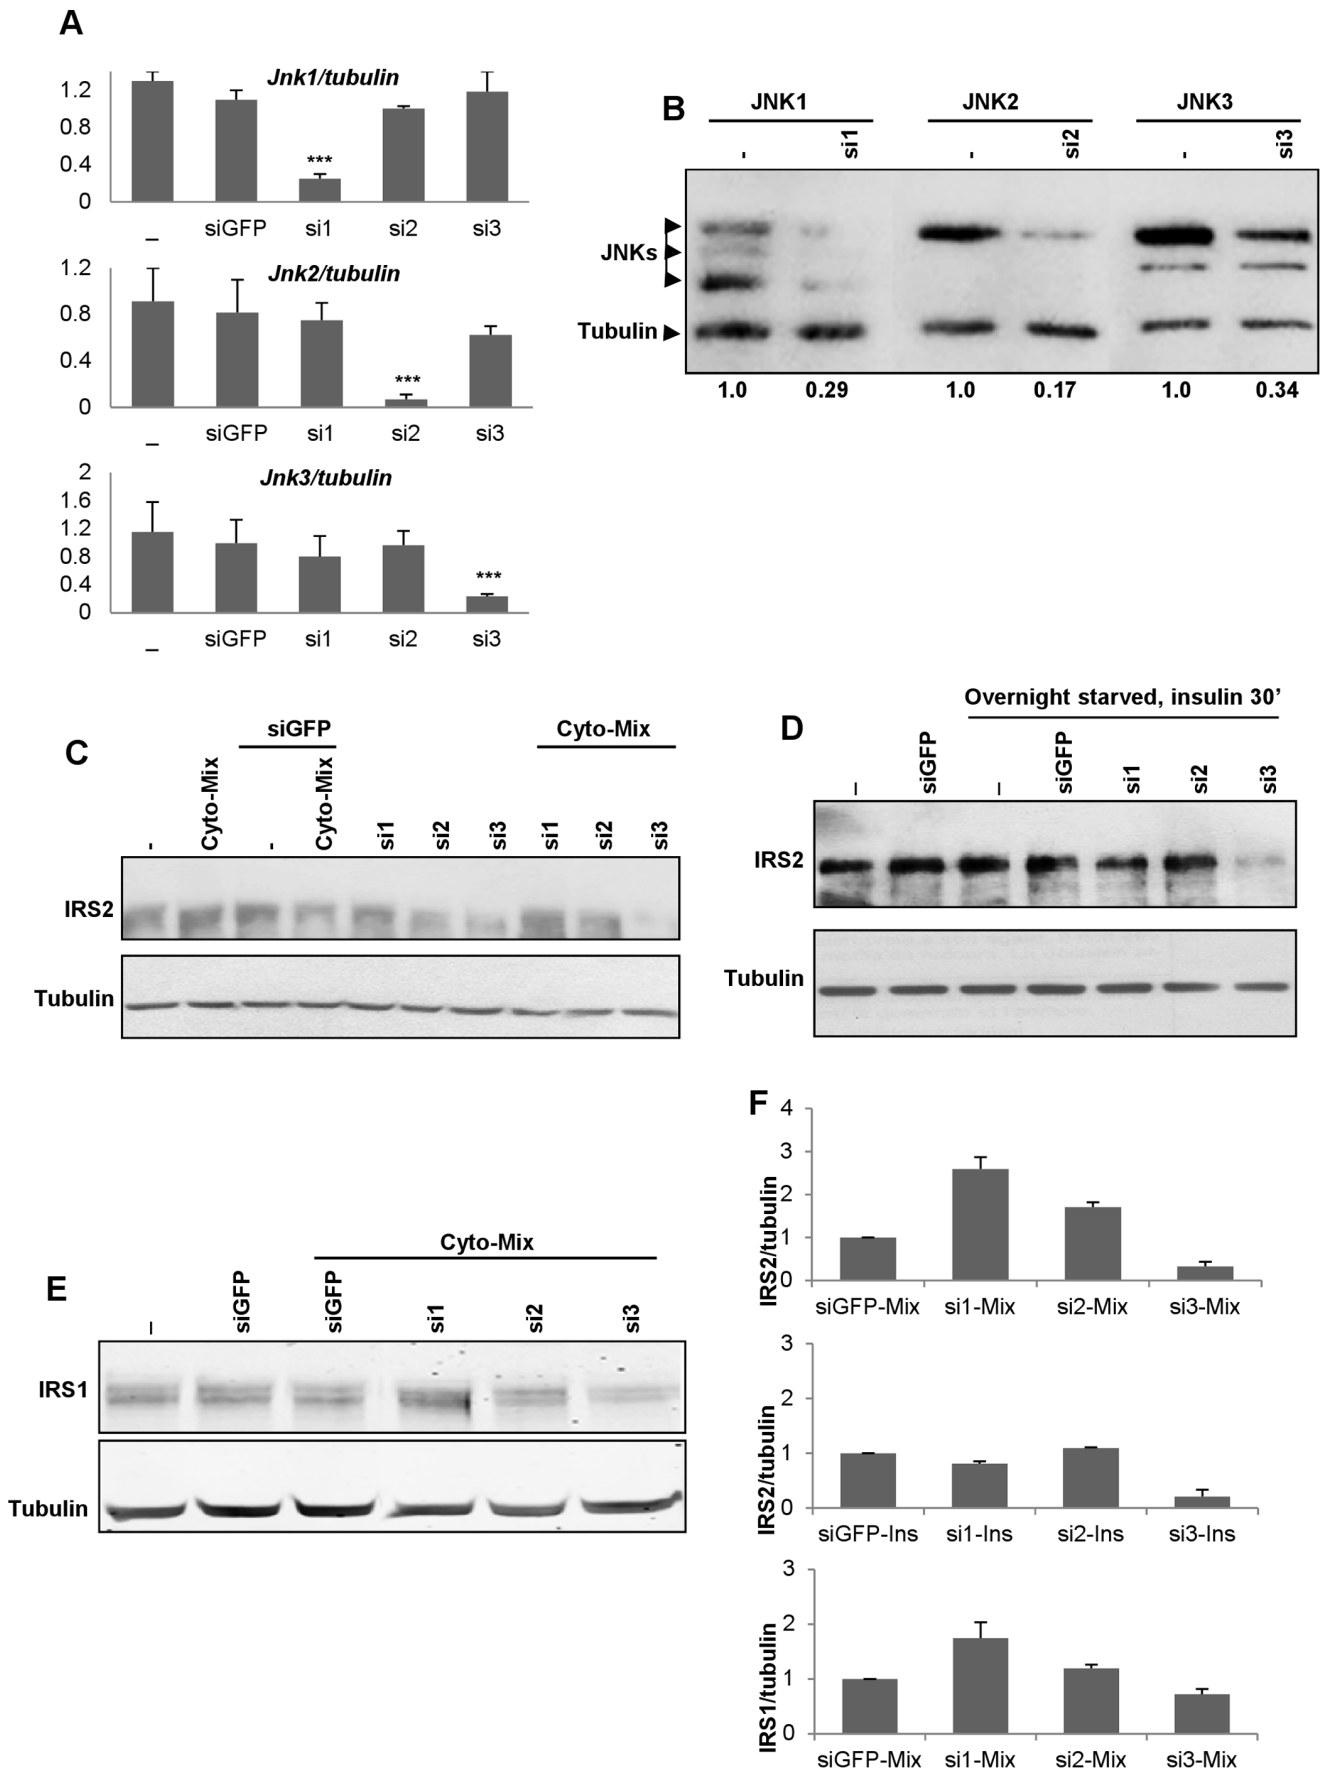 A
Jnk1/tubulin
1.2
0.8
0.4
0
– siGFP si1 si2 si3
***
Jnk2/tubulin
1.2
0.8
0.4
0
– siGFP si1 si2 si3
***
Jnk3/tubulin
2
1.6
1.2
0.8
0.4
0
– siGFP si1 si2 si3
***
B
JNK1 JNK2 JNK3
- si1 - si2 - si3
JNKs
Tubulin
1.0 0.29 1.0 0.17 1.0 0.34
C
siGFP Cyto-Mix
- Cyto-Mix - Cyto-Mix si1 si2 si3 si1 si2 si3
IRS2
Tubulin
D
Overnight starved, insulin 30’
– siGFP – siGFP si1 si2 si3
IRS2
Tubulin
E
Cyto-Mix
– siGFP siGFP si1 si2 si3
IRS1
Tubulin
F
IRS2/tubulin
4
3
2
1
0
siGFP-Mix si1-Mix si2-Mix si3-Mix
IRS2/tubulin
3
2
1
0
siGFP-Ins si1-Ins si2-Ins si3-Ins
IRS1/tubulin
3
2
1
0
siGFP-Mix si1-Mix si2-Mix si3-Mix